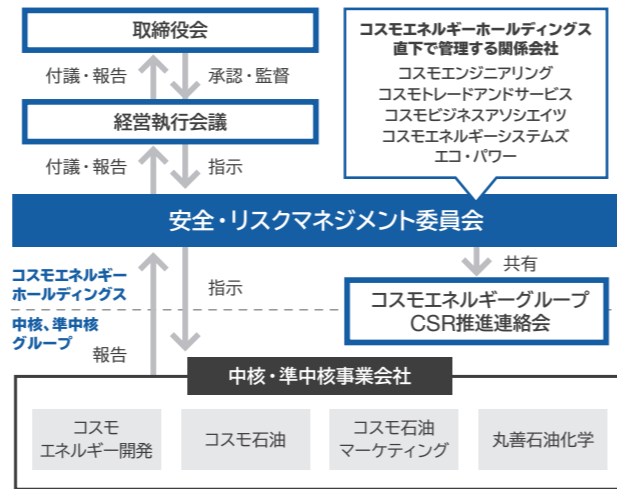 取締役会
付議・報告
承認・監督
経営執行会議
付議・報告
指示
コスモエネルギーホールディングス
直下で管理する関係会社
コスモエンジニアリング
コスモトレードアンドサービス
コスモビジネスアソシエイツ
コスモエネルギーシステムズ
エコ・パワー
安全・リスクマネジメント委員会
共有
コスモエネルギー
ホールディングス
指示
コスモエネルギーグループ
CSR推進連絡会
中核、準中核
グループ
報告
中核・準中核事業会社
コスモ
エネルギー開発
コスモ石油
コスモ石油
マーケティング
丸善石油化学